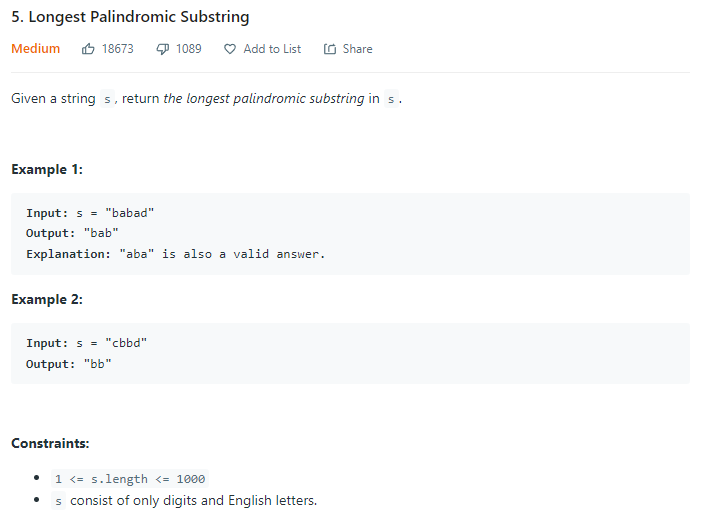 5. Longest Palindromic Substring
Medium 18673 1089 Add to List Share
Given a string s, return the longest palindromic substring in s.
Example 1:
Input: s = "babad"
Output: "bab"
Explanation: "aba" is also a valid answer.
Example 2:
Input: s = "cbbd"
Output: "bb"
Constraints:
1 <= s.length <= 1000
s consist of only digits and English letters.